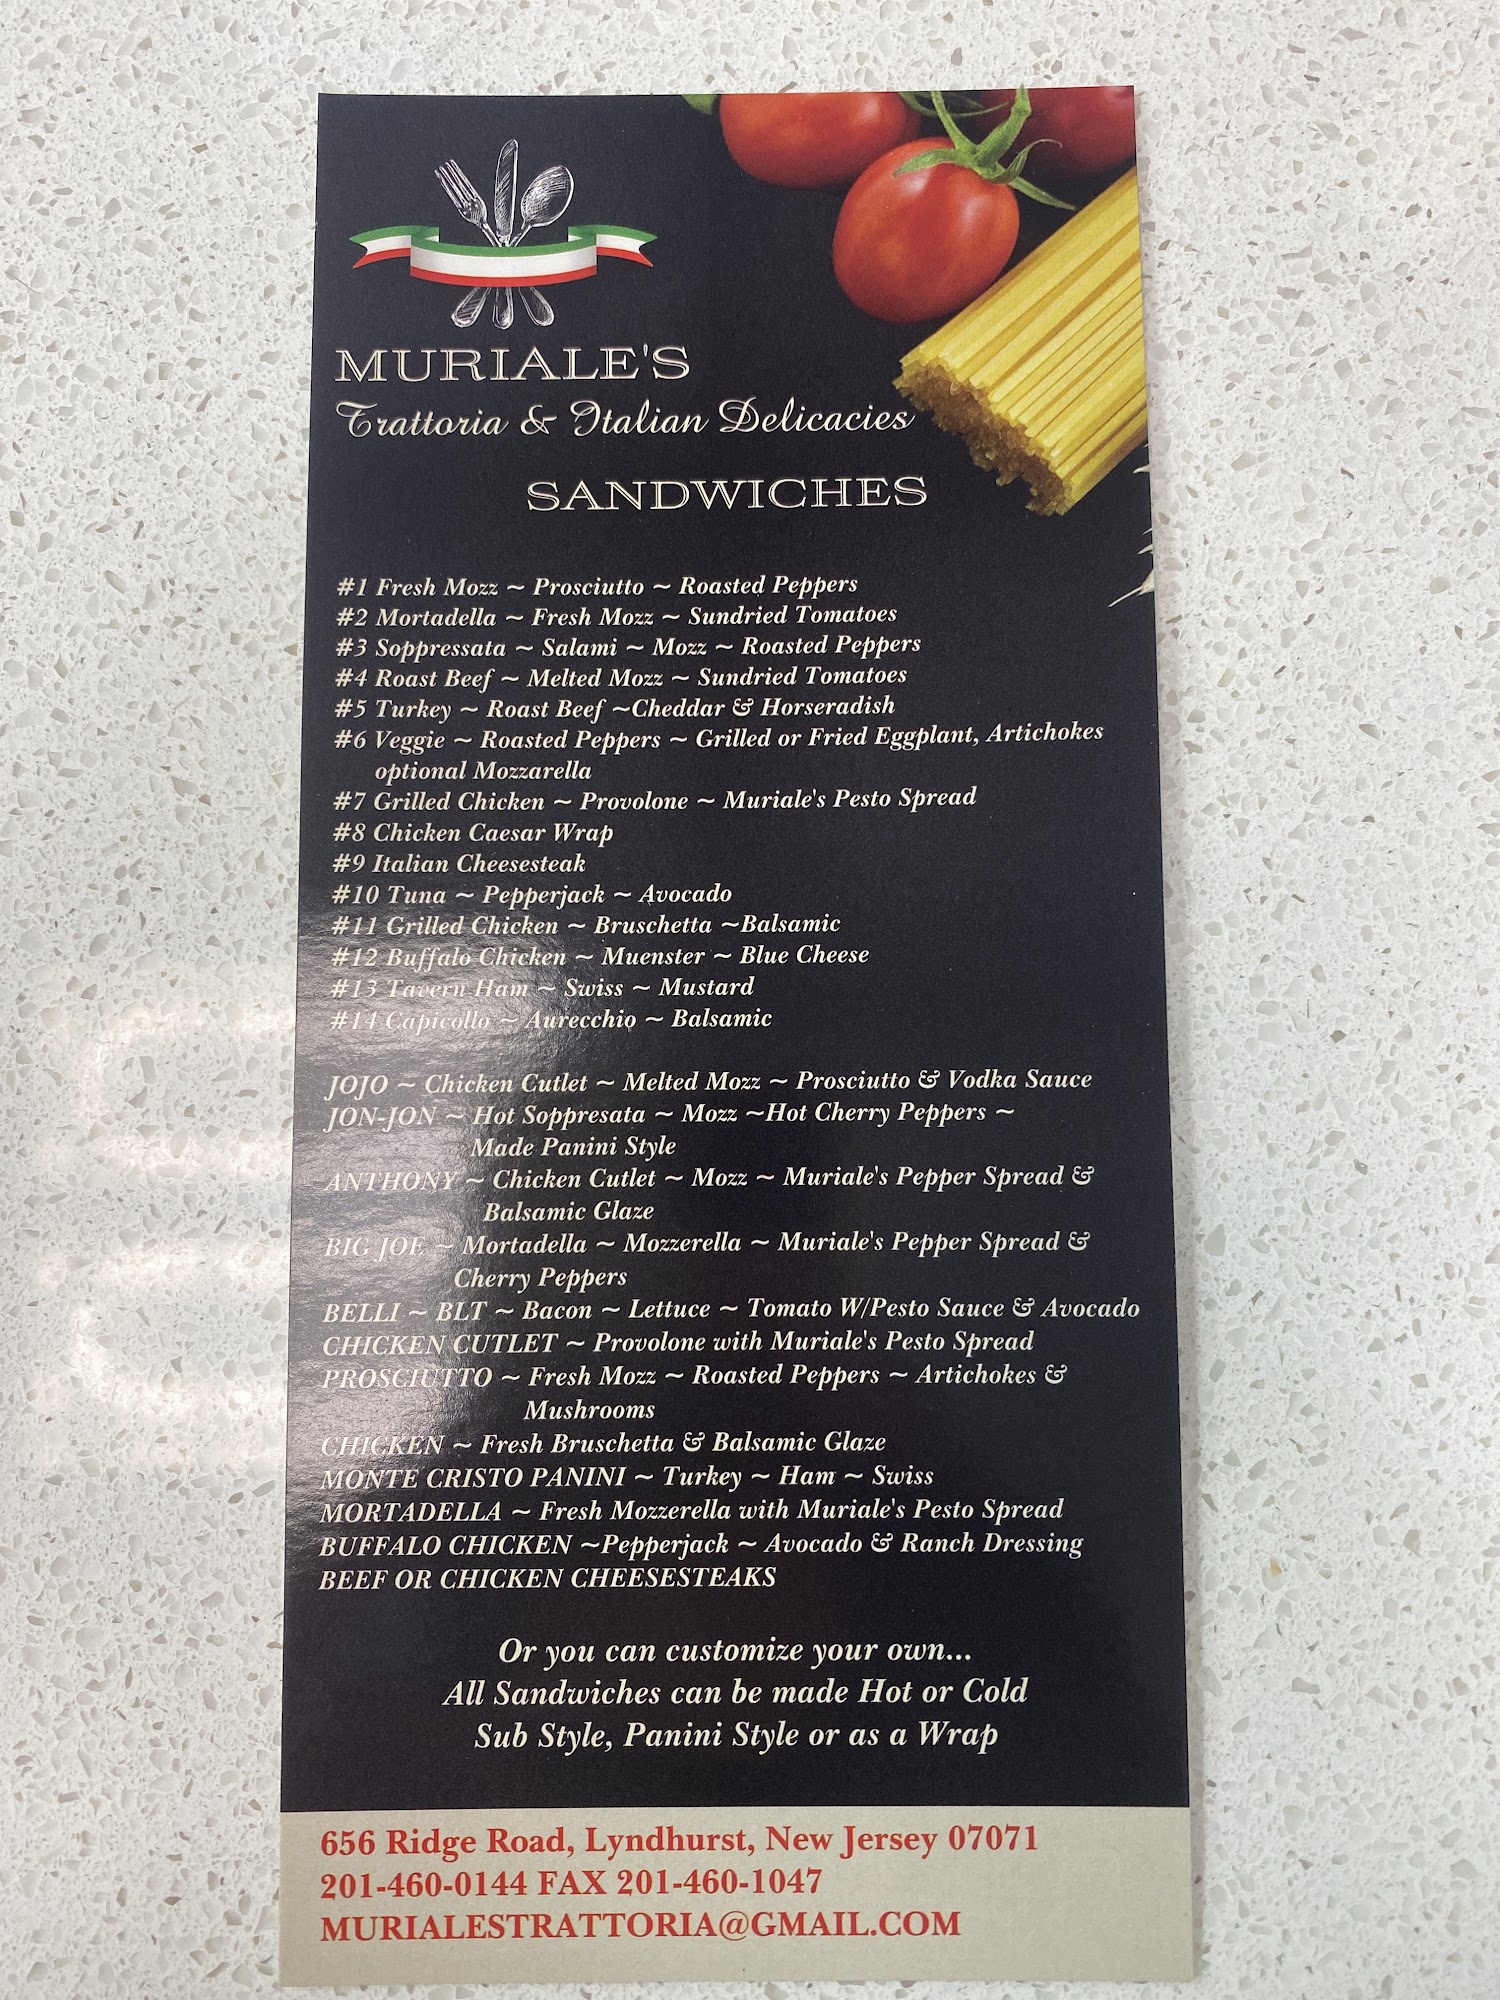 MURIALE'S
Trattoria & Italian Delicacies
SANDWICHES
#1 Fresh Mozz ~ Prosciutto ~ Roasted Peppers
#2 Mortadella ~ Fresh Mozz ~ Sundried Tomatoes
#3 Soppressata ~ Salami ~ Mozz ~ Roasted Peppers
#4 Roast Beef ~ Melted Mozz ~ Sundried Tomatoes
#5 Turkey ~ Roast Beef ~Cheddar & Horseradish
#6 Veggie ~ Roasted Peppers ~ Grilled or Fried Eggplant, Artichokes
optional Mozzarella
#7 Grilled Chicken ~ Provolone ~ Muriale's Pesto Spread
#8 Chicken Caesar Wrap
#9 Italian Cheesesteak
#10 Tuna ~ Pepperjack ~ Avocado
#11 Grilled Chicken ~ Bruschetta ~Balsamic
#12 Buffalo Chicken ~ Muenster ~ Blue Cheese
#13 Tavern Ham ~ Swiss ~ Mustard
#14 Capicollo ~ Aurecchio ~ Balsamic
JOJO ~ Chicken Cutlet ~ Melted Mozz ~ Prosciutto & Vodka Sauce
JON-JON ~ Hot Soppresata ~ Mozz ~Hot Cherry Peppers ~
Made Panini Style
ANTHONY ~ Chicken Cutlet ~ Mozz ~ Muriale's Pepper Spread &
Balsamic Glaze
BIG JOE ~ Mortadella ~ Mozzerella ~ Muriale's Pepper Spread &
Cherry Peppers
BELLI ~ BLT ~ Bacon ~ Lettuce ~ Tomato W/Pesto Sauce & Avocado
CHICKEN CUTLET ~ Provolone with Muriale's Pesto Spread
PROSCIUTTO ~ Fresh Mozz ~ Roasted Peppers ~ Artichokes &
Mushrooms
CHICKEN ~ Fresh Bruschetta & Balsamic Glaze
MONTE CRISTO PANINI ~ Turkey ~ Ham ~ Swiss
MORTADELLA ~ Fresh Mozzerella with Muriale's Pesto Spread
BUFFALO CHICKEN ~Pepperjack ~ Avocado & Ranch Dressing
BEEF OR CHICKEN CHEESESTEAKS
Or you can customize your own...
All Sandwiches can be made Hot or Cold
Sub Style, Panini Style or as a Wrap
656 Ridge Road, Lyndhurst, New Jersey 07071
201-460-0144 FAX 201-460-1047
MURIALESTRATTORIA@GMAIL.COM